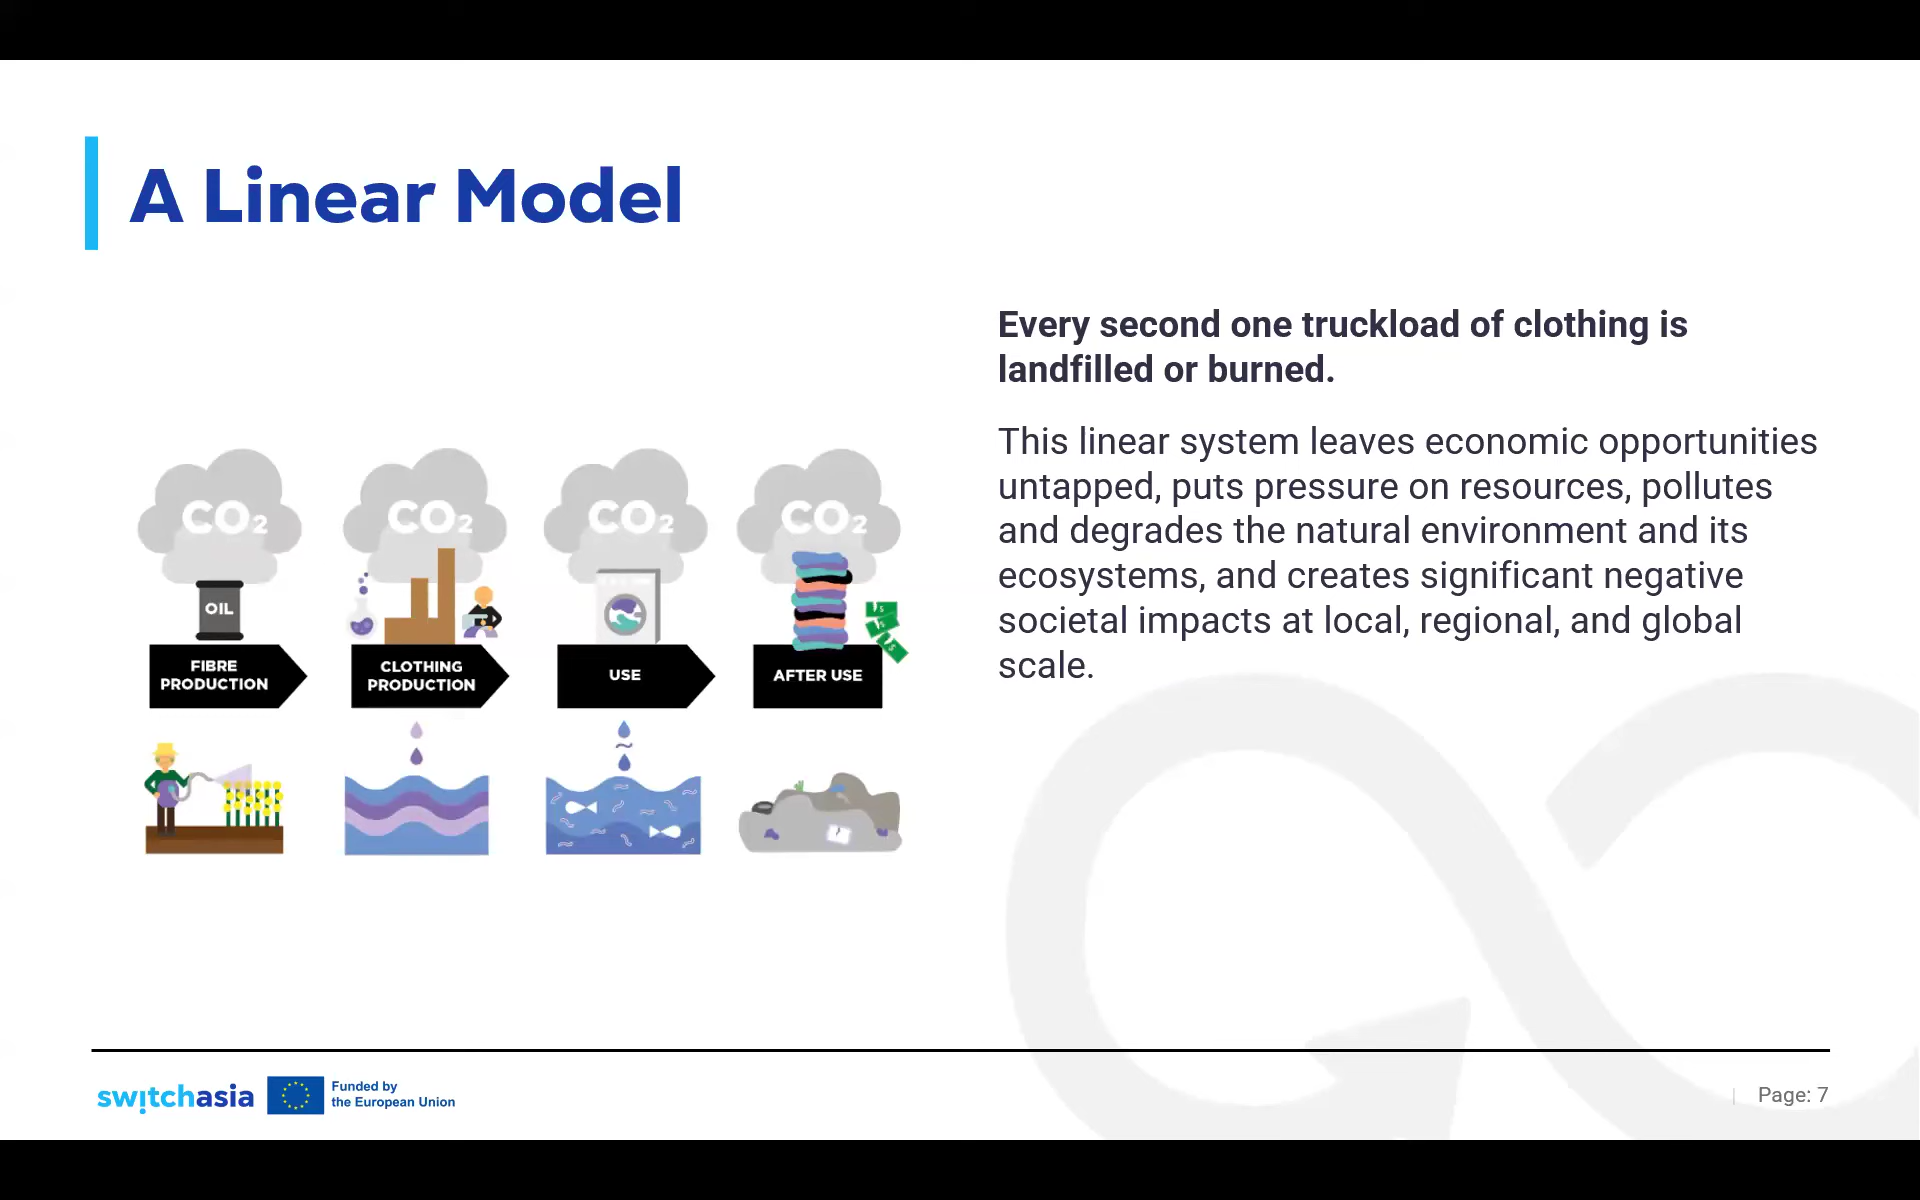 A Linear Model
Every second one truckload of clothing is
landfilled or burned.
This linear system leaves economic opportunities
untapped, puts pressure on resources, pollutes
and degrades the natural environment and its
ecosystems, and creates significant negative
societal impacts at local, regional, and global
scale.
CO₂
CO₂
CO₂
CO₂
OIL
FIBRE
PRODUCTION
CLOTHING
PRODUCTION
USE
AFTER USE
switchasia
Funded by
the European Union
| Page: 7